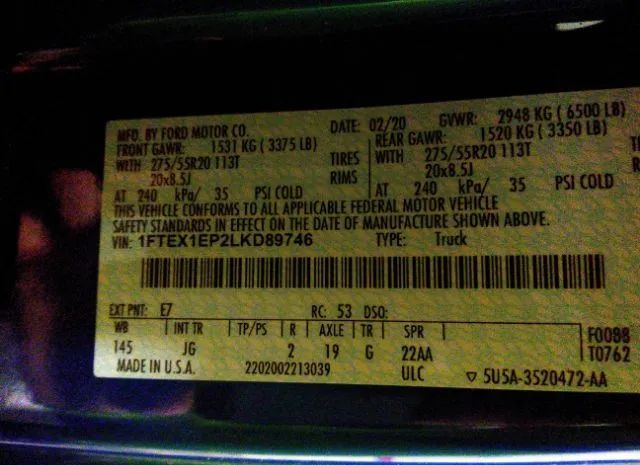 MFD. BY FORD MOTOR CO. DATE: 02/20 GVWR: 2948 KG ( 6500 LB)
FRONT GAWR: 1531 KG ( 3375 LB) REAR GAWR: 1520 KG ( 3350 LB)
WITH 275/55R20 113T TIRES WITH 275/55R20 113T
20x8.5J RIMS 20x8.5J
AT 240 kPa/ 35 PSI COLD AT 240 kPa/ 35 PSI COLD
THIS VEHICLE CONFORMS TO ALL APPLICABLE FEDERAL MOTOR VEHICLE
SAFETY STANDARDS IN EFFECT ON THE DATE OF MANUFACTURE SHOWN ABOVE.
VIN: 1FTEX1EP2LKD89746 TYPE: Truck
EXT PNT: E7 RC: 53 DSO:
WB INT TR TP/PS R AXLE TR SPR F0088
145 JG 2 19 G 22AA T0762
MADE IN U.S.A. 2202002213039 ULC ▽ 5U5A-3520472-AA